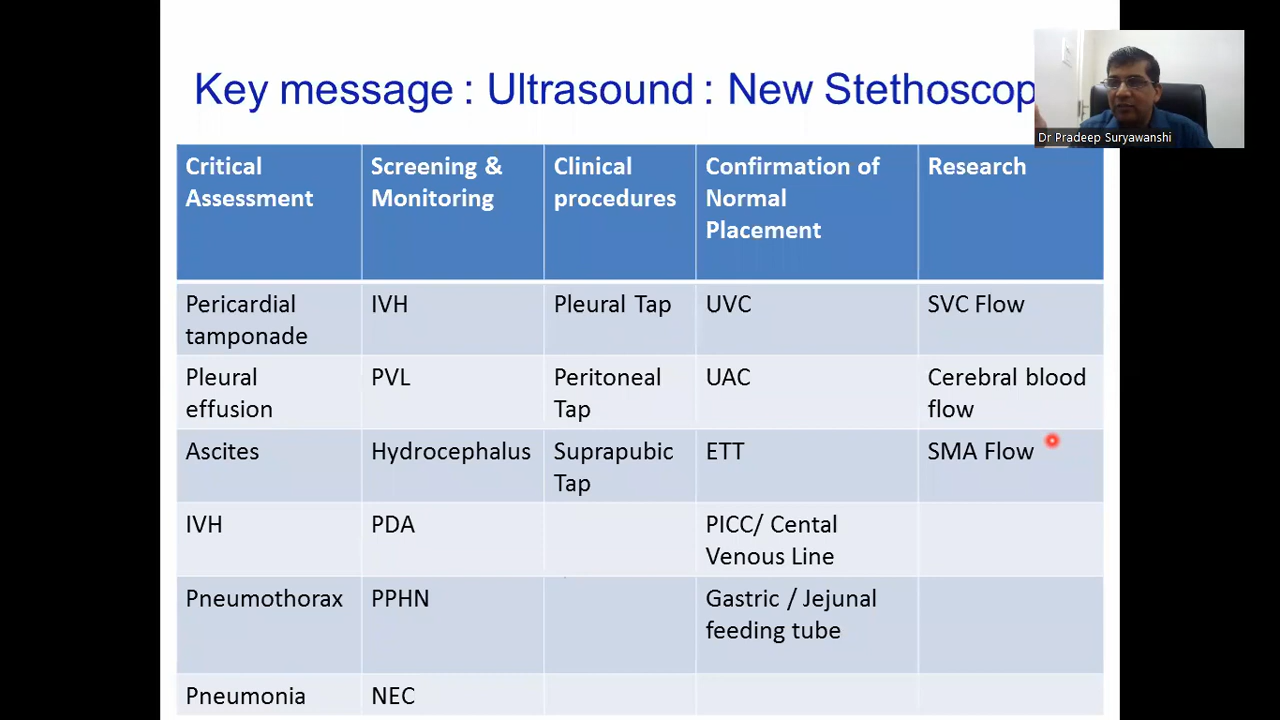 Key message : Ultrasound : New Stethoscop
Dr Pradeep Suryawanshi
Critical
Assessment
Screening &
Monitoring
Clinical
procedures
Confirmation of
Normal
Placement
Research
Pericardial
tamponade
IVH
Pleural Tap
UVC
SVC Flow
Pleural
effusion
PVL
Peritoneal
Tap
UAC
Cerebral blood
flow
Ascites
Hydrocephalus
Suprapubic
Tap
ETT
SMA Flow
IVH
PDA
PICC/ Cental
Venous Line
Pneumothorax
PPHN
Gastric / Jejunal
feeding tube
Pneumonia
NEC